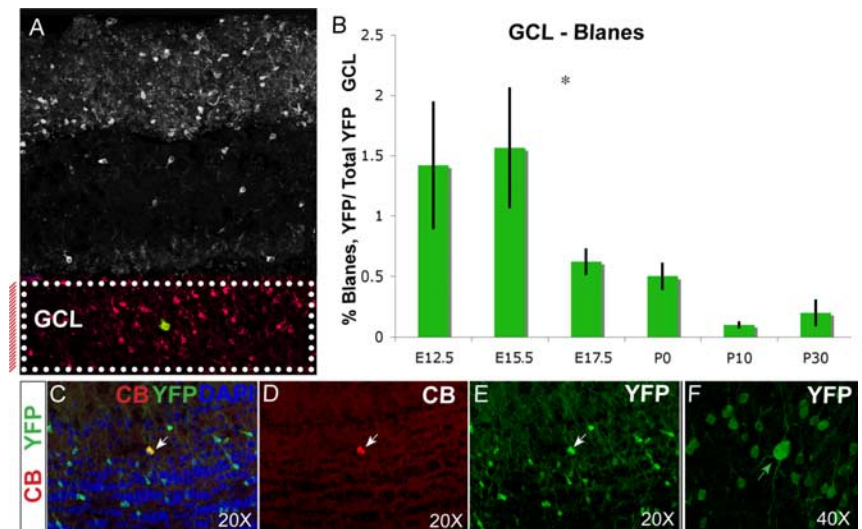 A
GCL
B
GCL - Blanes
% Blanes, YFP/ Total YFP GCL
2.5
2
1.5
1
0.5
0
*
E12.5 E15.5 E17.5 P0 P10 P30
CB YFP
C
CB YFP DAPI
20X
D
CB
20X
E
YFP
20X
F
YFP
40X